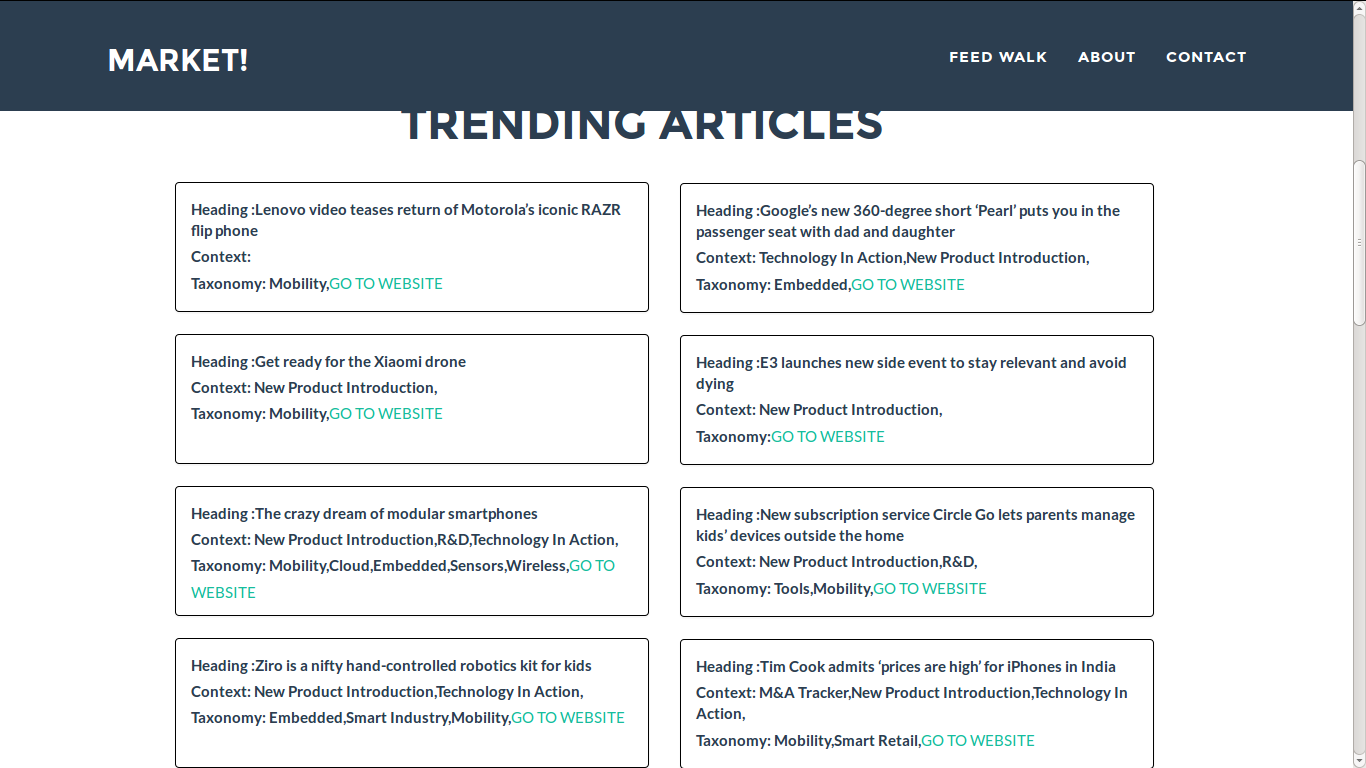 MARKET!
FEED WALK ABOUT CONTACT
TRENDING ARTICLES
Heading :Lenovo video teases return of Motorola’s iconic RAZR
flip phone
Context:
Taxonomy: Mobility,GO TO WEBSITE
Heading :Google’s new 360-degree short ‘Pearl’ puts you in the
passenger seat with dad and daughter
Context: Technology In Action,New Product Introduction,
Taxonomy: Embedded,GO TO WEBSITE
Heading :Get ready for the Xiaomi drone
Context: New Product Introduction,
Taxonomy: Mobility,GO TO WEBSITE
Heading :E3 launches new side event to stay relevant and avoid
dying
Context: New Product Introduction,
Taxonomy:GO TO WEBSITE
Heading :The crazy dream of modular smartphones
Context: New Product Introduction,R&D,Technology In Action,
Taxonomy: Mobility,Cloud,Embedded,Sensors,Wireless,GO TO
WEBSITE
Heading :New subscription service Circle Go lets parents manage
kids’ devices outside the home
Context: New Product Introduction,R&D,
Taxonomy: Tools,Mobility,GO TO WEBSITE
Heading :Ziro is a nifty hand-controlled robotics kit for kids
Context: New Product Introduction,Technology In Action,
Taxonomy: Embedded,Smart Industry,Mobility,GO TO WEBSITE
Heading :Tim Cook admits ‘prices are high’ for iPhones in India
Context: M&A Tracker,New Product Introduction,Technology In
Action,
Taxonomy: Mobility,Smart Retail,GO TO WEBSITE